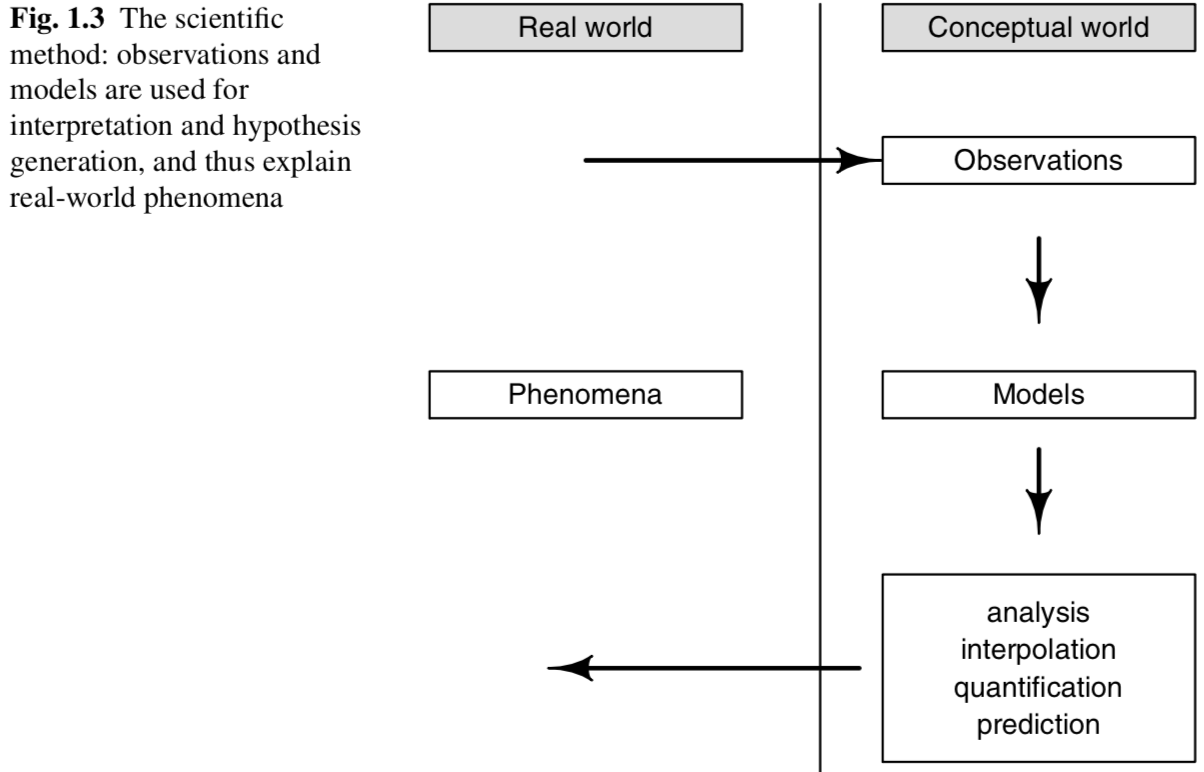 Fig. 1.3 The scientific
method: observations and
models are used for
interpretation and hypothesis
generation, and thus explain
real-world phenomena
Real world
Conceptual world
Observations
Phenomena
Models
analysis
interpolation
quantification
prediction